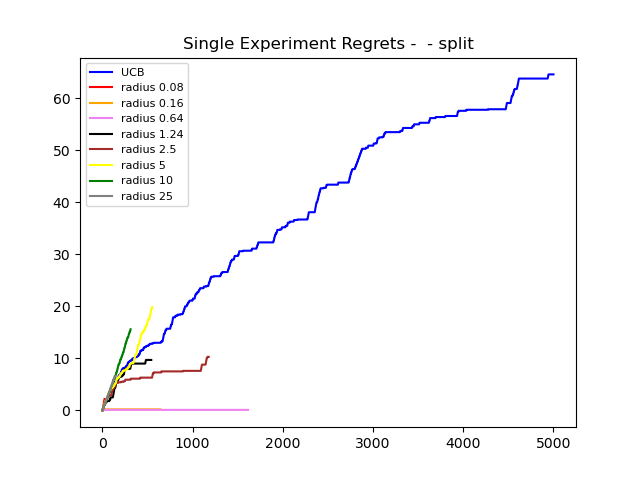 Single Experiment Regrets -  - split
UCB
radius 0.08
radius 0.16
radius 0.64
radius 1.24
radius 2.5
radius 5
radius 10
radius 25
60
50
40
30
20
10
0
0 1000 2000 3000 4000 5000